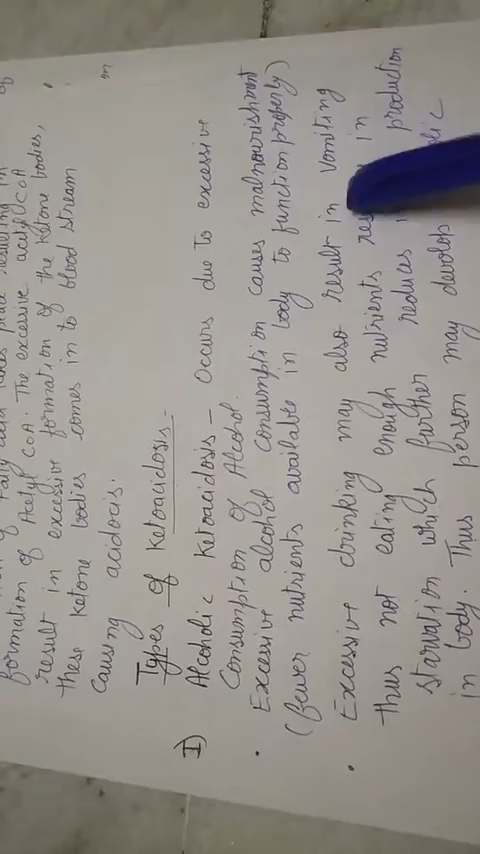 of
formation of Acetyl CoA. The excessive acetyl CoA
result in excessive formation of the ketone bodies,
these ketone bodies comes in to blood stream
causing acidosis.
Types of ketoacidosis-
I) Alcoholic ketoacidosis- occurs due to excessive
Consumption of Alcohol.
• Excessive alcohol consumption causes malnourishment
(fewer nutrients available in body to function properly)
• Excessive drinking may also result in vomiting
thus not eating enough nutrients in
starvation which further reduces production
in body. Thus person may develop